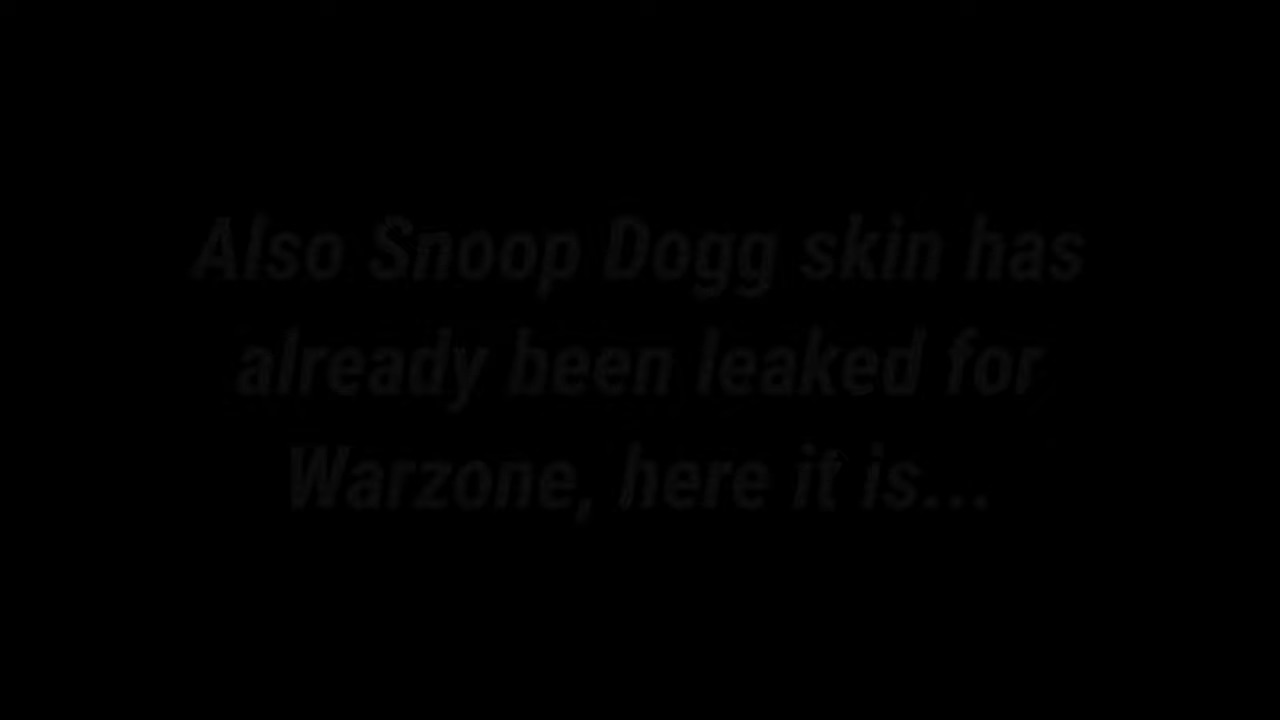 Also Snoop Dogg skin has
already been leaked for
Warzone, here it is...